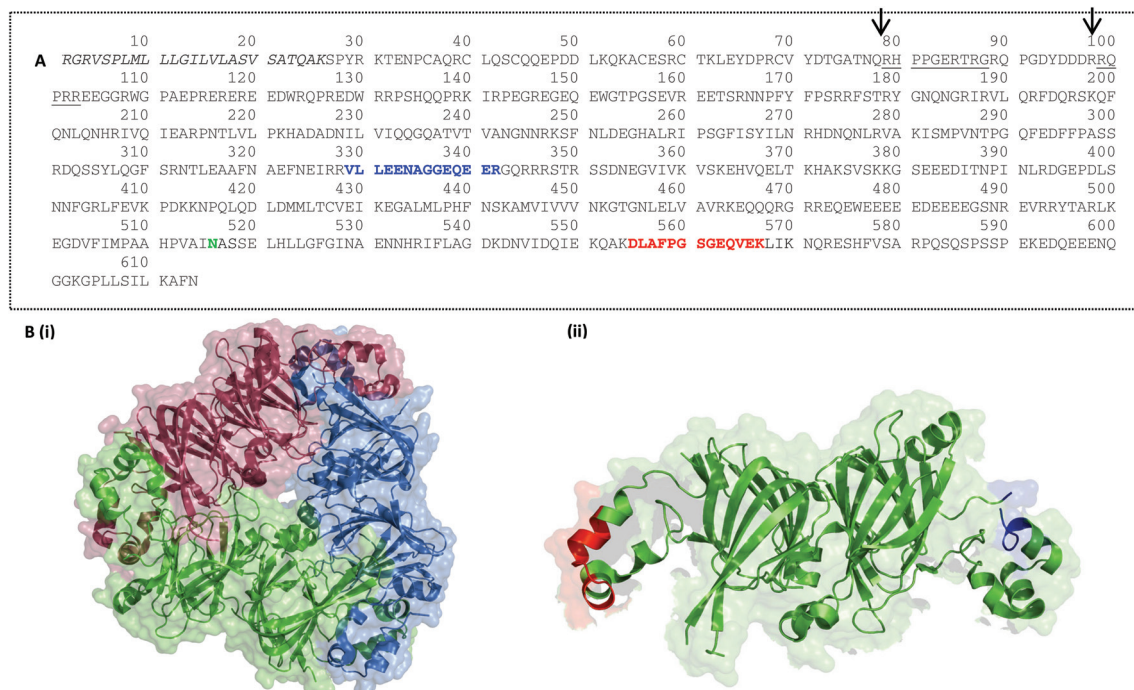 10 20 30 40 50 60 70 80 90 100
A RGRVSPLML LLGILVLASV SATQAKSPYR KTENPCAQRC LQSCQQEPDD LKQKACESRC TKLEYDPRCV YDTGATNQRH PPGERTRGRQ PGDYDDDRRQ
110 120 130 140 150 160 170 180 190 200
PRREEGGRWG PAEPRERERE EDWRQPREDW RRPSHQQPRK IRPEGREGEQ EWGTPGSEVR EETSRNNPFY FPSRRFSTRY GNQNGRIRVL QRFDQRSKQF
210 220 230 240 250 260 270 280 290 300
QNLQNHRIVQ IEARPNTLVL PKHADADNIL VIQQGQATVT VANGNNRKSF NLDEGHALRI PSGFISYILN RHDNQNLRVA KISMPVNTPG QFEDFFPASS
310 320 330 340 350 360 370 380 390 400
RDQSSYLQGF SRNTLEAAFN AEFNEIRRVL LEENAGGEQE ERGQRRRSTR SSDNEGVIVK VSKEHVQELT KHAKSVSKKG SEEEDITNPI NLRDGEPDLS
410 420 430 440 450 460 470 480 490 500
NNFGRLFEVK PDKKNPQLQD LDMMLTCVEI KEGALMLPHF NSKAMVIVVV NKGTGNLELV AVRKEQQQRG RREQEWEEEE EDEEEEGSNR EVRRYTARLK
510 520 530 540 550 560 570 580 590 600
EGDVFIMPAA HPVAINASSE LHLLGFGINA ENNHRIFLAG DKDNVIDQIE KQAKDLAFPG SGEQVEKLIK NQRESHFVSA RPQSQSPSSP EKEDQEEENQ
610
GGKGPLLSIL KAFN
B (i) (ii)